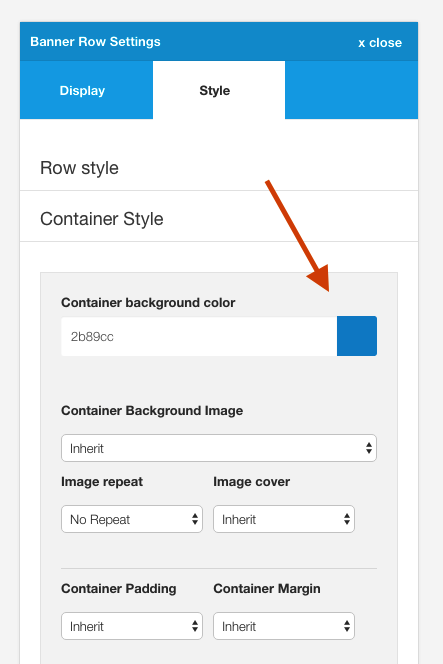 Banner Row Settings x close
Display Style
Row style
Container Style
Container background color
2b89cc
Container Background Image
Inherit
Image repeat Image cover
No Repeat Inherit
Container Padding Container Margin
Inherit Inherit